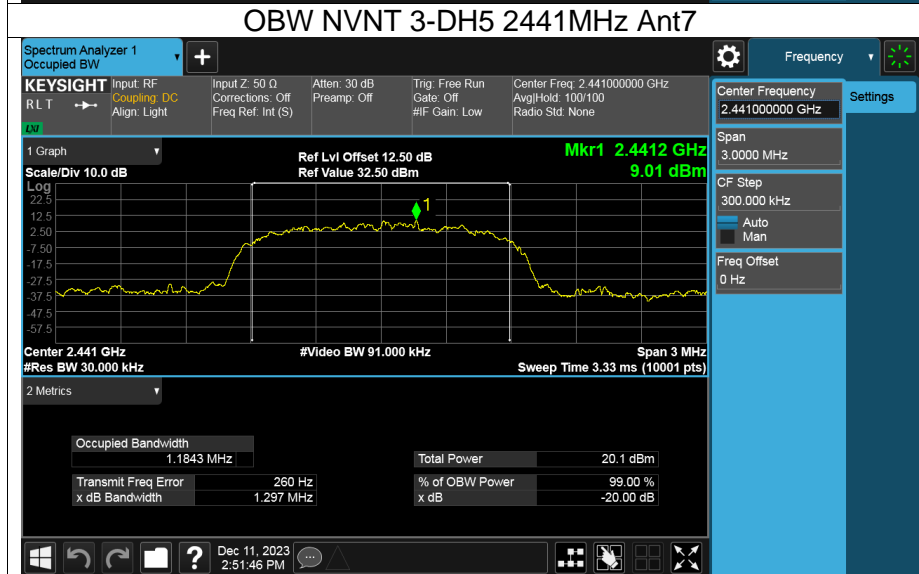 OBW NVNT 3-DH5 2441MHz Ant7
Spectrum Analyzer 1
Occupied BW
+
Frequency
KEYSIGHT
RLT
LXI
Input: RF
Coupling: DC
Align: Light
Input Z: 50 Ω
Corrections: Off
Freq Ref: Int (S)
Atten: 30 dB
Preamp: Off
Trig: Free Run
Gate: Off
#IF Gain: Low
Center Freq: 2.441000000 GHz
Avg|Hold: 100/100
Radio Std: None
Center Frequency
2.441000000 GHz
Settings
Span
3.0000 MHz
CF Step
300.000 kHz
Auto
Man
Freq Offset
0 Hz
1 Graph
Scale/Div 10.0 dB
Ref Lvl Offset 12.50 dB
Ref Value 32.50 dBm
Mkr1 2.4412 GHz
9.01 dBm
Log
22.5
12.5
2.50
-7.50
-17.5
-27.5
-37.5
-47.5
-57.5
1
Center 2.441 GHz
#Video BW 91.000 kHz
Span 3 MHz
#Res BW 30.000 kHz
Sweep Time 3.33 ms (10001 pts)
2 Metrics
Occupied Bandwidth
1.1843 MHz
Total Power 20.1 dBm
Transmit Freq Error 260 Hz
% of OBW Power 99.00 %
x dB Bandwidth 1.297 MHz
x dB -20.00 dB
?
Dec 11, 2023
2:51:46 PM